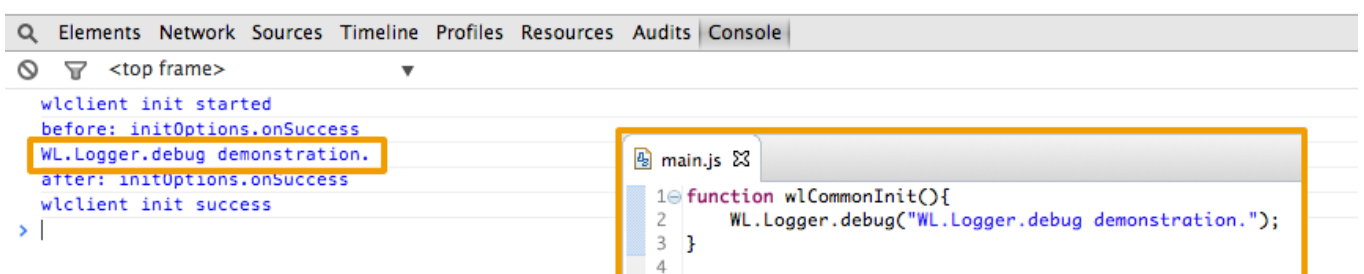 Elements Network Sources Timeline Profiles Resources Audits Console
<top frame> ▼
wlclient init started
before: initOptions.onSuccess
WL.Logger.debug demonstration.
after: initOptions.onSuccess
wlclient init success
>
main.js
1 function wlCommonInit(){
2 WL.Logger.debug("WL.Logger.debug demonstration.");
3 }
4